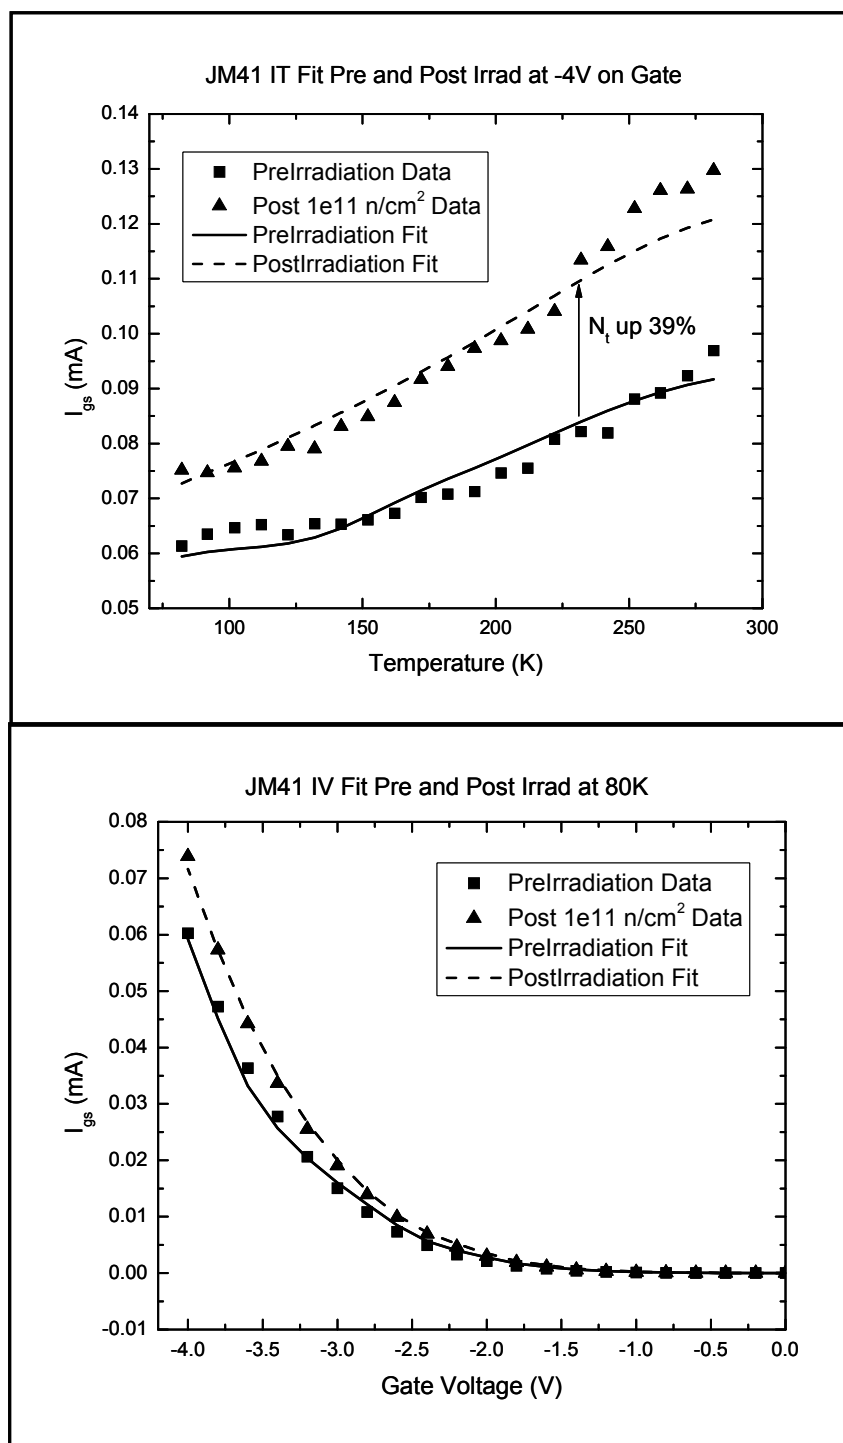 JM41 IT Fit Pre and Post Irrad at -4V on Gate
0.14
0.13
0.12
0.11
0.10
0.09
0.08
0.07
0.06
0.05
I_gs (mA)
PreIrradiation Data
Post 1e11 n/cm² Data
PreIrradiation Fit
PostIrradiation Fit
N_t up 39%
100 150 200 250 300
Temperature (K)
JM41 IV Fit Pre and Post Irrad at 80K
0.08
0.07
0.06
0.05
0.04
0.03
0.02
0.01
0.00
-0.01
I_gs (mA)
PreIrradiation Data
Post 1e11 n/cm² Data
PreIrradiation Fit
PostIrradiation Fit
-4.0 -3.5 -3.0 -2.5 -2.0 -1.5 -1.0 -0.5 0.0
Gate Voltage (V)